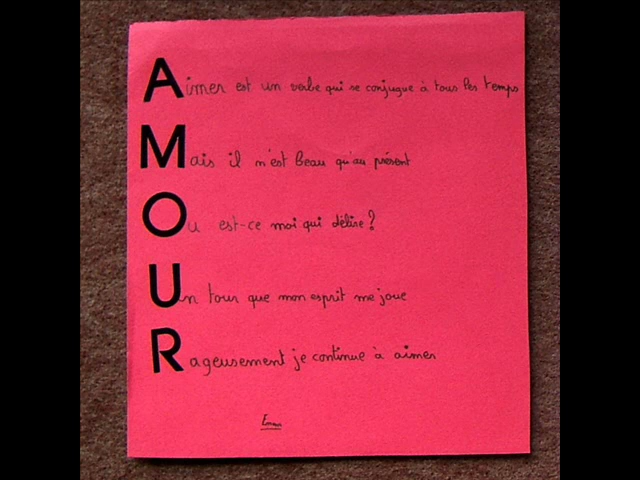 Aimer est un verbe qui se conjugue à tous les temps
Mais il n'est beau qu'au présent
Ou est-ce moi qui délire ?
Un tour que mon esprit me joue
Rageusement je continue à aimer